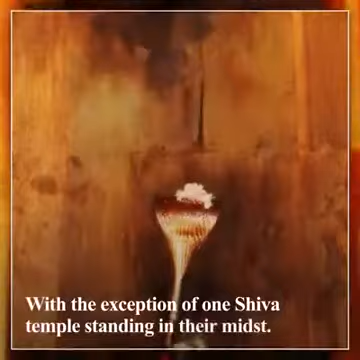 With the exception of one Shiva
temple standing in their midst.